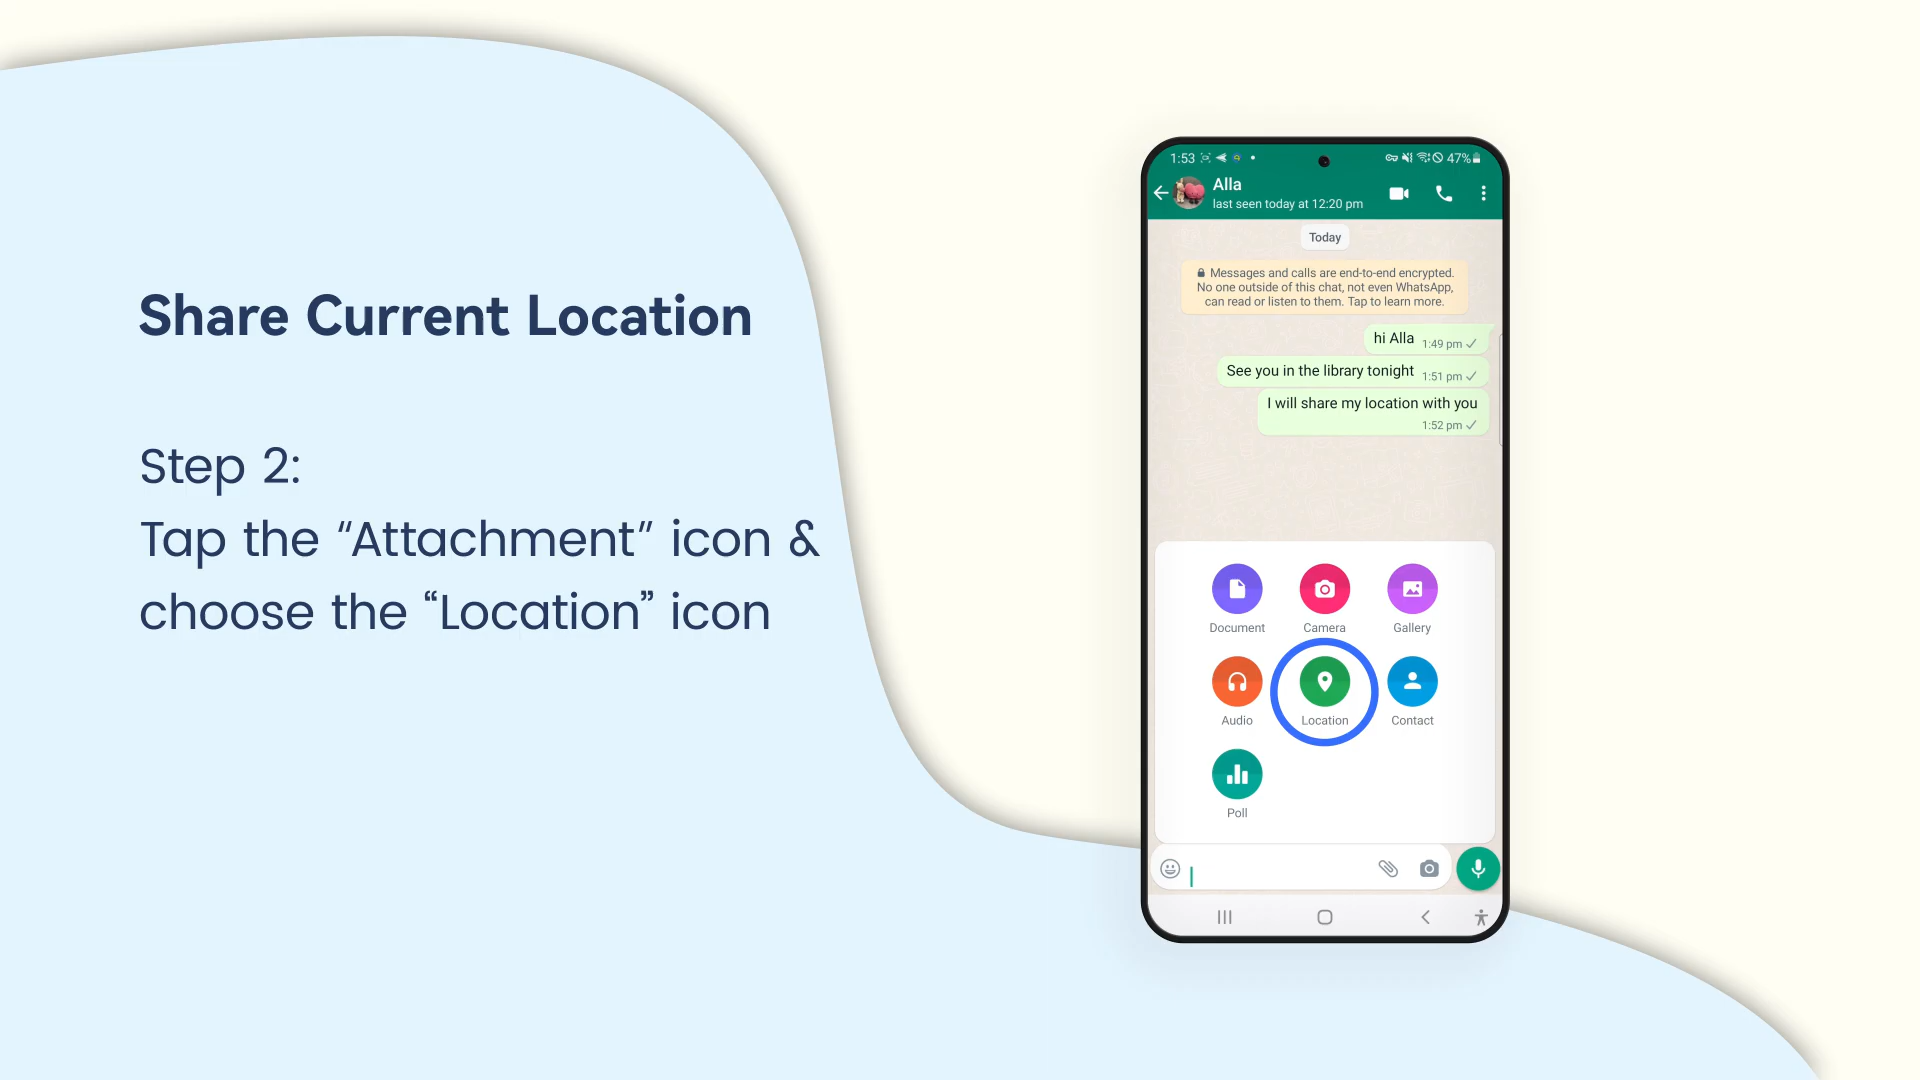 Share Current Location
Step 2:
Tap the “Attachment” icon &
choose the “Location” icon
1:53
47%
Alla
last seen today at 12:20 pm
Today
Messages and calls are end-to-end encrypted.
No one outside of this chat, not even WhatsApp,
can read or listen to them. Tap to learn more.
hi Alla 1:49 pm
See you in the library tonight 1:51 pm
I will share my location with you
1:52 pm
Document Camera Gallery
Audio Location Contact
Poll